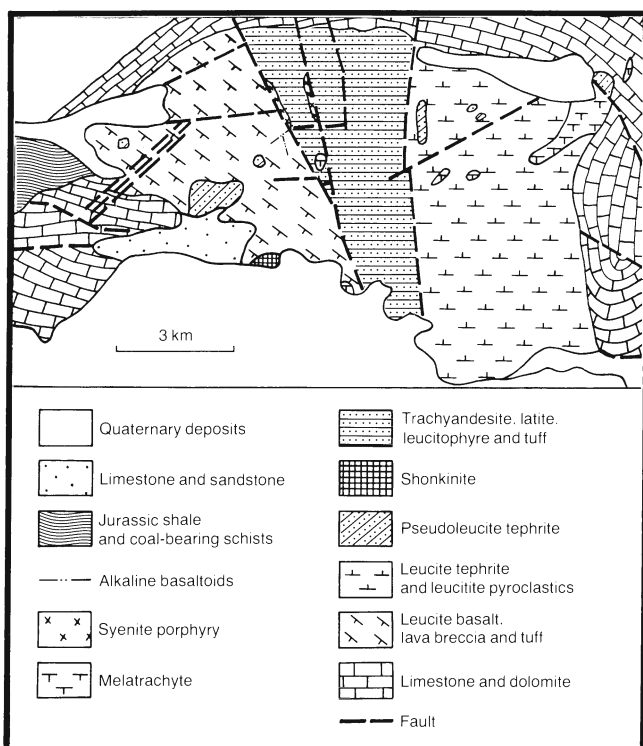 3 km
Quaternary deposits
Limestone and sandstone
Jurassic shale
and coal-bearing schists
Alkaline basaltoids
Syenite porphyry
Melatrachyte
Trachyandesite. latite.
leucitophyre and tuff
Shonkinite
Pseudoleucite tephrite
Leucite tephrite
and leucitite pyroclastics
Leucite basalt.
lava breccia and tuff
Limestone and dolomite
Fault